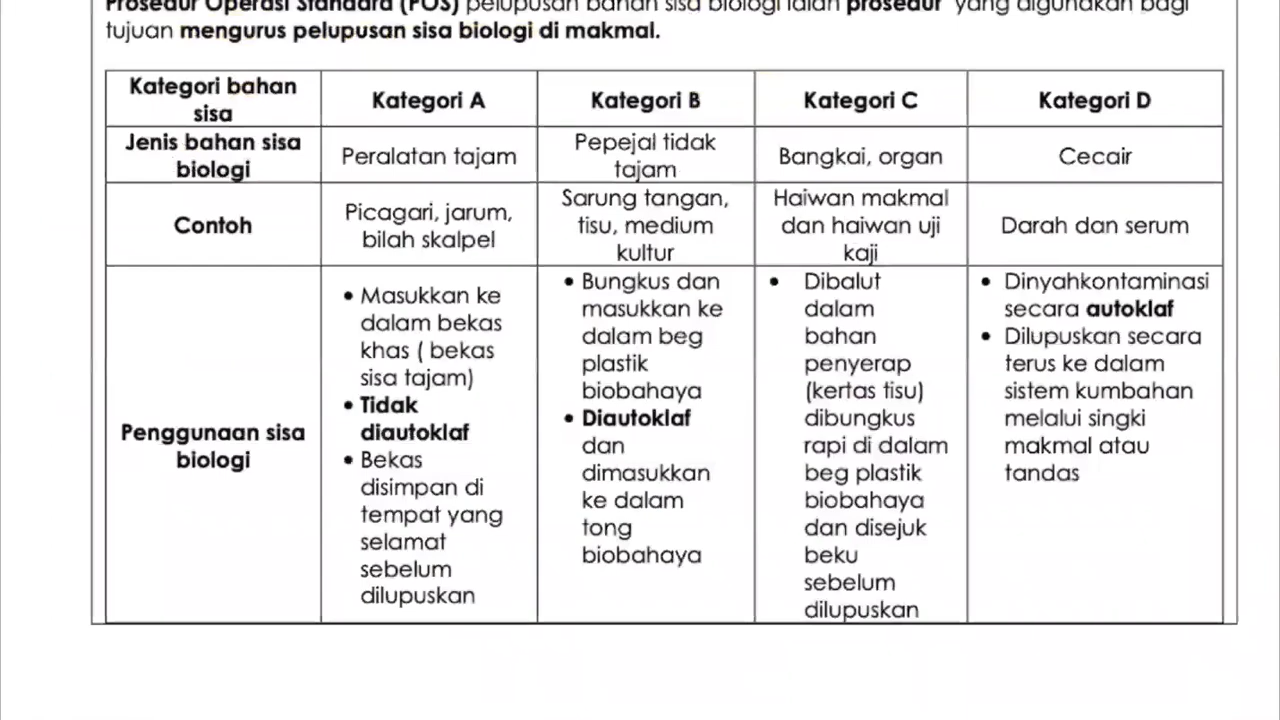 Prosedur Operasi Standard (POS) pelupusan bahan sisa biologi ialah prosedur yang digunakan bagi
tujuan mengurus pelupusan sisa biologi di makmal.
Kategori bahan
sisa
Kategori A
Kategori B
Kategori C
Kategori D
Jenis bahan sisa
biologi
Peralatan tajam
Pepejal tidak
tajam
Bangkai, organ
Cecair
Contoh
Picagari, jarum,
bilah skalpel
Sarung tangan,
tisu, medium
kultur
Haiwan makmal
dan haiwan uji
kaji
Darah dan serum
Penggunaan sisa
biologi
• Masukkan ke
dalam bekas
khas ( bekas
sisa tajam)
• Tidak
diautoklaf
• Bekas
disimpan di
tempat yang
selamat
sebelum
dilupuskan
• Bungkus dan
masukkan ke
dalam beg
plastik
biobahaya
• Diautoklaf
dan
dimasukkan
ke dalam
tong
biobahaya
• Dibalut
dalam
bahan
penyerap
(kertas tisu)
dibungkus
rapi di dalam
beg plastik
biobahaya
dan disejuk
beku
sebelum
dilupuskan
• Dinyahkontaminasi
secara autoklaf
• Dilupuskan secara
terus ke dalam
sistem kumbahan
melalui singki
makmal atau
tandas